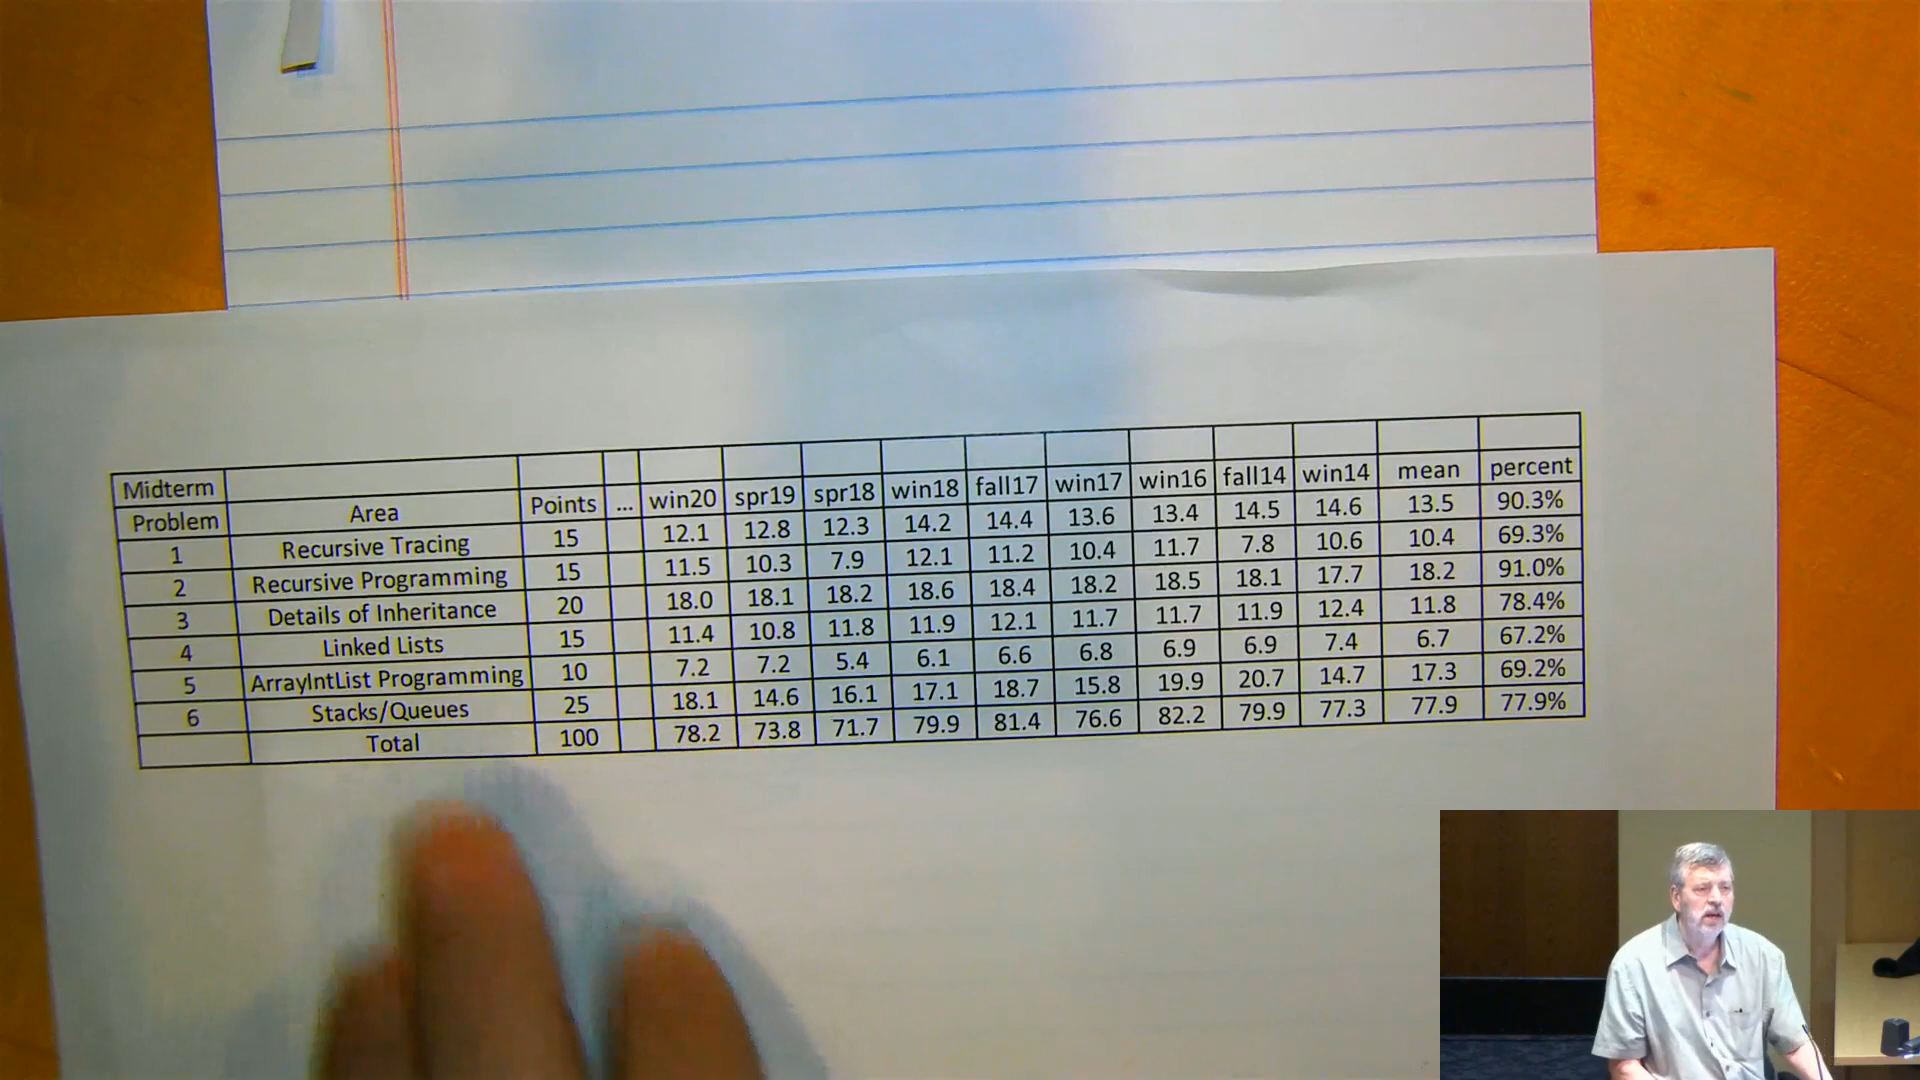 Midterm
Problem Area Points ... win20 spr19 spr18 win18 fall17 win17 win16 fall14 win14 mean percent
1 Recursive Tracing 15 12.1 12.8 12.3 14.2 14.4 13.6 13.4 14.5 14.6 13.5 90.3%
2 Recursive Programming 15 11.5 10.3 7.9 12.1 11.2 10.4 11.7 7.8 10.6 10.4 69.3%
3 Details of Inheritance 20 18.0 18.1 18.2 18.6 18.4 18.2 18.5 18.1 17.7 18.2 91.0%
4 Linked Lists 15 11.4 10.8 11.8 11.9 12.1 11.7 11.7 11.9 12.4 11.8 78.4%
5 ArrayIntList Programming 10 7.2 7.2 5.4 6.1 6.6 6.8 6.9 6.9 7.4 6.7 67.2%
6 Stacks/Queues 25 18.1 14.6 16.1 17.1 18.7 15.8 19.9 20.7 14.7 17.3 69.2%
Total 100 78.2 73.8 71.7 79.9 81.4 76.6 82.2 79.9 77.3 77.9 77.9%